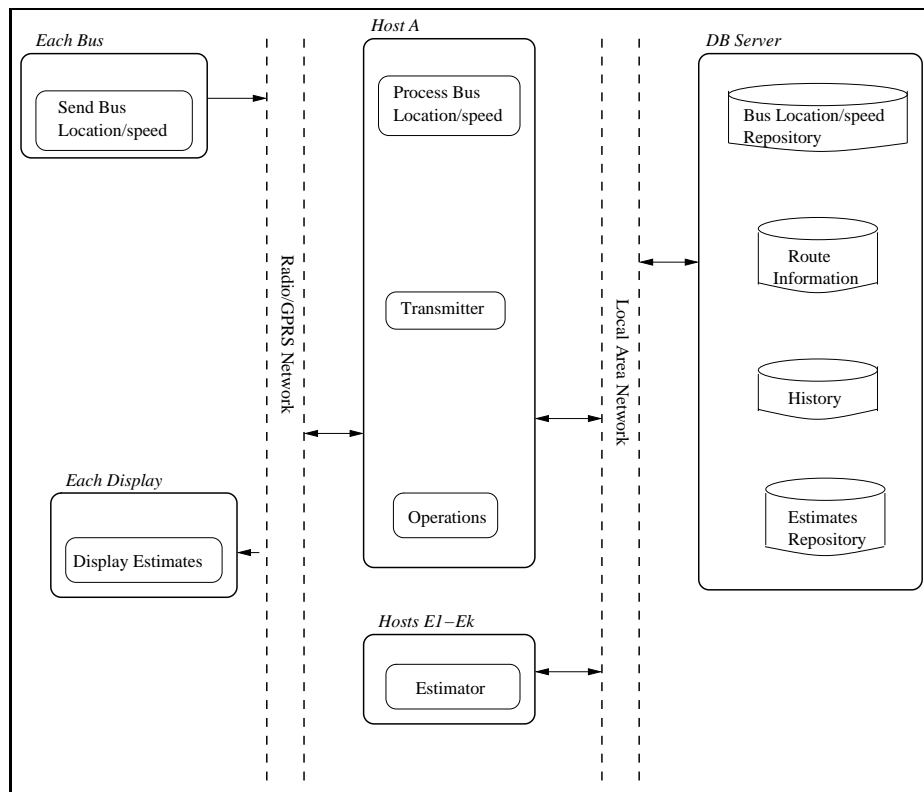 Each Bus
Send Bus
Location/speed
Host A
Process Bus
Location/speed
Transmitter
Operations
DB Server
Bus Location/speed
Repository
Route
Information
History
Estimates
Repository
Radio/GPRS Network
Local Area Network
Each Display
Display Estimates
Hosts E1-Ek
Estimator